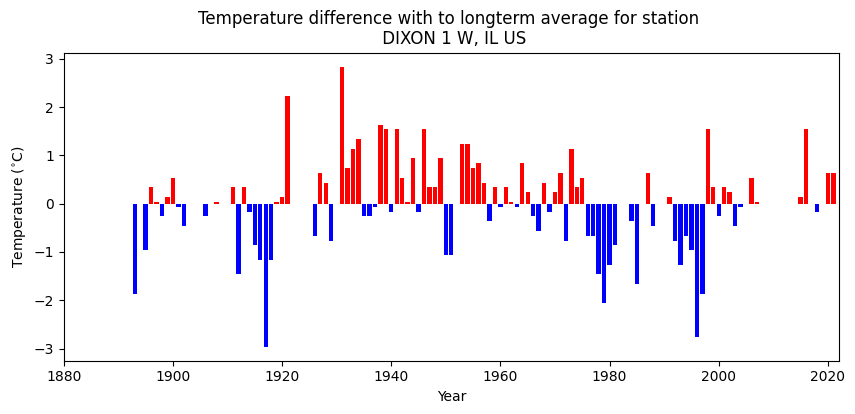 Temperature difference with to longterm average for station
DIXON 1 W, IL US
3
2
1
0
−1
−2
−3
Temperature (°C)
1880 1900 1920 1940 1960 1980 2000 2020
Year